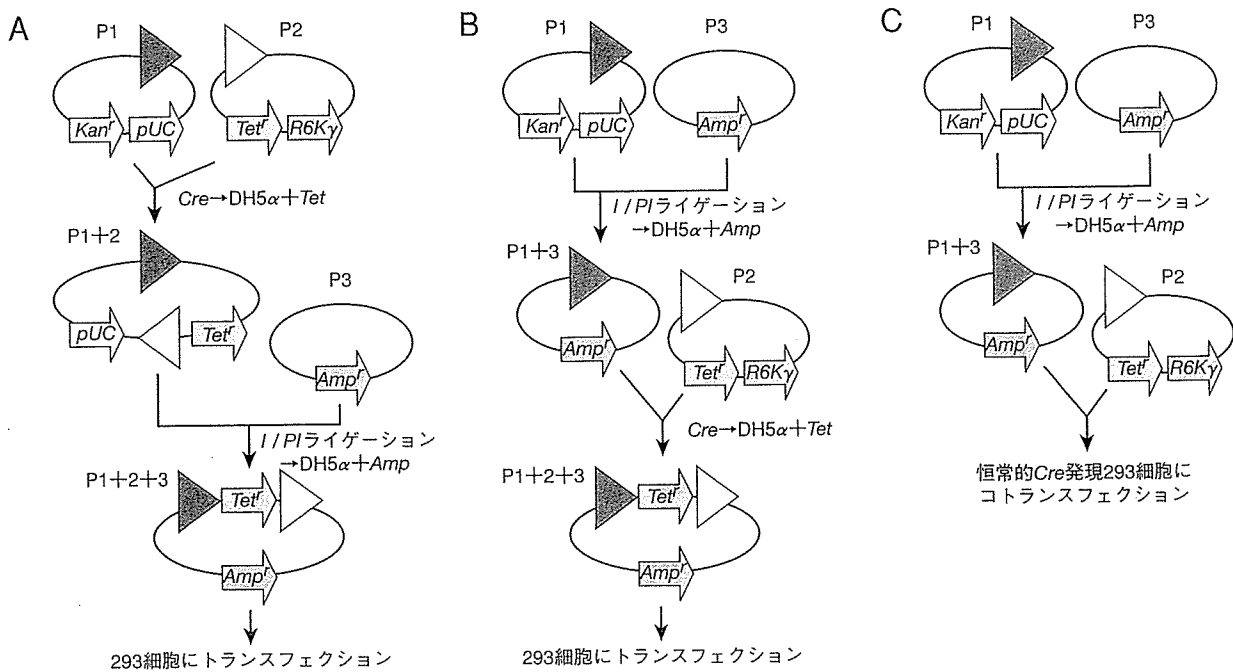 A
P1
P2
Kanʳ
pUC
Tetʳ
R6Kγ
Cre→DH5α+Tet
P1+2
pUC
Tetʳ
P3
Ampʳ
I / PIライゲーション
→DH5α+Amp
P1+2+3
Tetʳ
Ampʳ
293細胞にトランスフェクション
B
P1
P3
Kanʳ
pUC
Ampʳ
I / PIライゲーション
→DH5α+Amp
P1+3
P2
Ampʳ
Tetʳ
R6Kγ
Cre→DH5α+Tet
P1+2+3
Tetʳ
Ampʳ
293細胞にトランスフェクション
C
P1
P3
Kanʳ
pUC
Ampʳ
I / PIライゲーション
→DH5α+Amp
P1+3
P2
Ampʳ
Tetʳ
R6Kγ
恒常的Cre発現293細胞に
コトランスフェクション